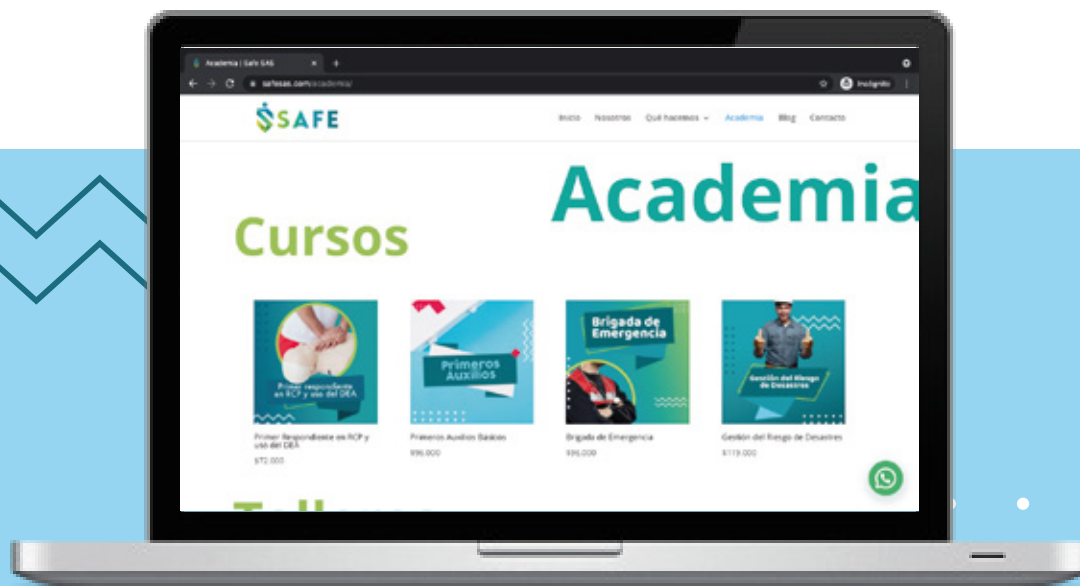 Academia | Safe SAS
safesas.com/academia/
Incógnito
SAFE
Inicio Nosotros Qué hacemos Academia Blog Contacto
Academia
Cursos
Primer respondiente
en RCP y uso del DEA
Primeros
Auxilios
Brigada de
Emergencia
Gestión del Riesgo
de Desastres
Primer Respondiente en RCP y
uso del DEA
$72.000
Primeros Auxilios Básicos
$96.000
Brigada de Emergencia
$96.000
Gestión del Riesgo de Desastres
$119.000